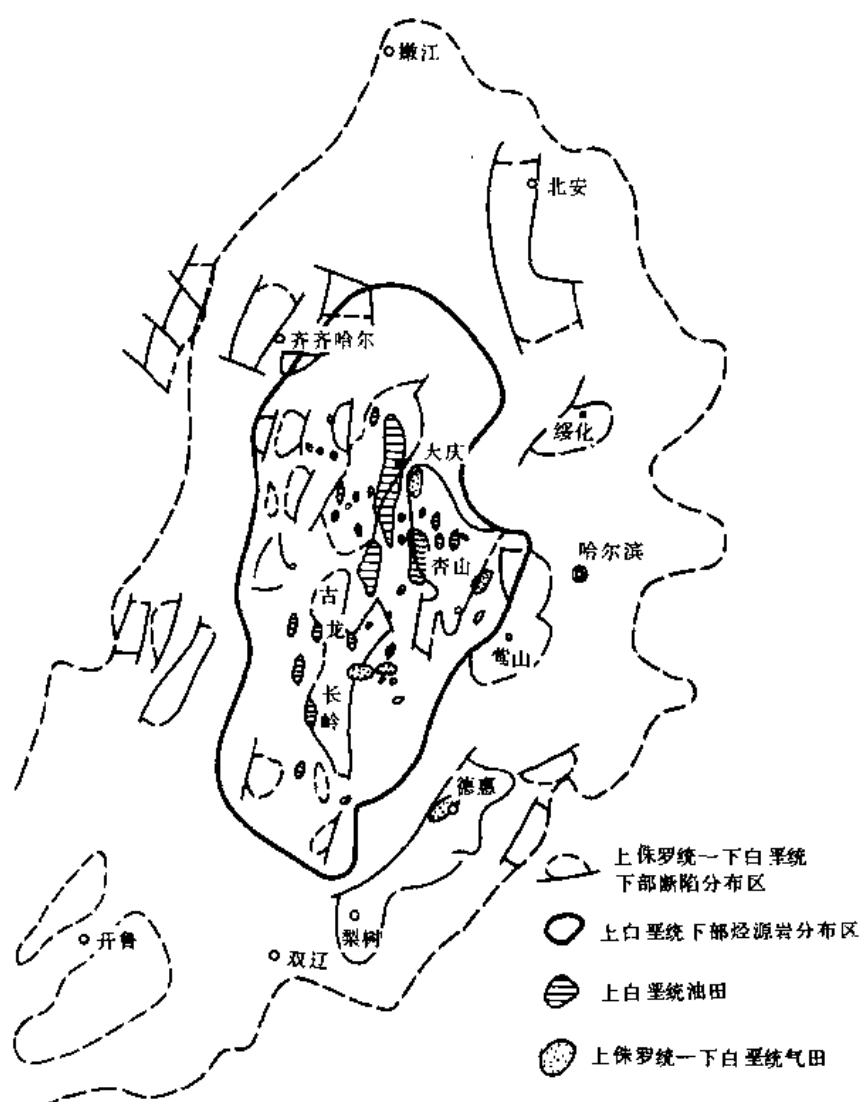 嫩江
北安
齐齐哈尔
绥化
大庆
哈尔滨
杏山
古
龙
莺山
长
岭
德惠
上侏罗统一下白垩统
下部断陷分布区
梨树
开鲁
双辽
上白垩统下部烃源岩分布区
上白垩统油田
上侏罗统一下白垩统气田